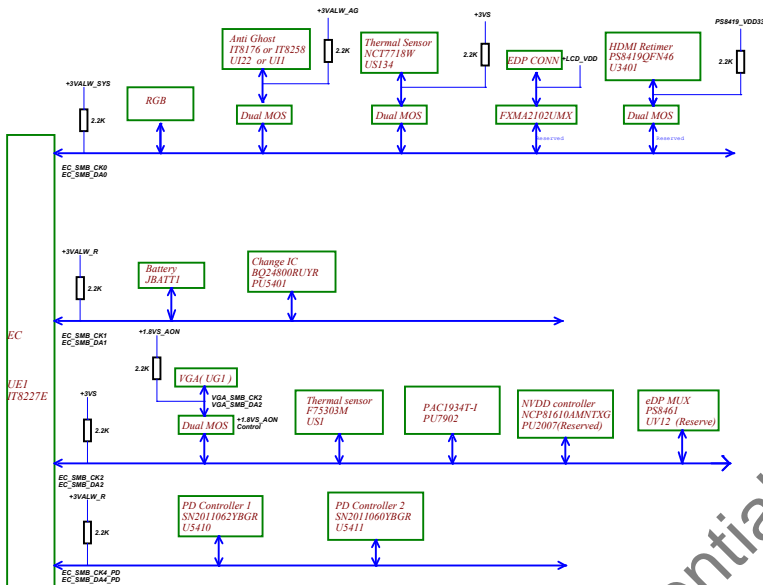 +3VALW_AG
+3VS
PS8419_VDD33
Anti Ghost
IT8176 or IT8258
UI22 or UI1
2.2K
Thermal Sensor
NCT7718W
US134
2.2K
EDP CONN
+LCD_VDD
HDMI Retimer
PS8419QFN46
U3401
2.2K
+3VALW_SYS
2.2K
RGB
Dual MOS
Dual MOS
FXMA2102UMX
Dual MOS
Reserved
Reserved
EC_SMB_CK0
EC_SMB_DA0
+3VALW_R
2.2K
Battery
JBATT1
Change IC
BQ24800RUYR
PU5401
EC_SMB_CK1
EC_SMB_DA1
EC
UE1
IT8227E
+1.8VS_AON
2.2K
VGA( UG1 )
VGA_SMB_CK2
VGA_SMB_DA2
Dual MOS
+1.8VS_AON
Control
+3VS
2.2K
Thermal sensor
F75303M
US1
PAC1934T-I
PU7902
NVDD controller
NCP81610AMNTXG
PU2007(Reserved)
eDP MUX
PS8461
UV12 (Reserve)
EC_SMB_CK2
EC_SMB_DA2
+3VALW_R
2.2K
PD Controller 1
SN2011062YBGR
U5410
PD Controller 2
SN2011060YBGR
U5411
EC_SMB_CK4_PD
EC_SMB_DA4_PD